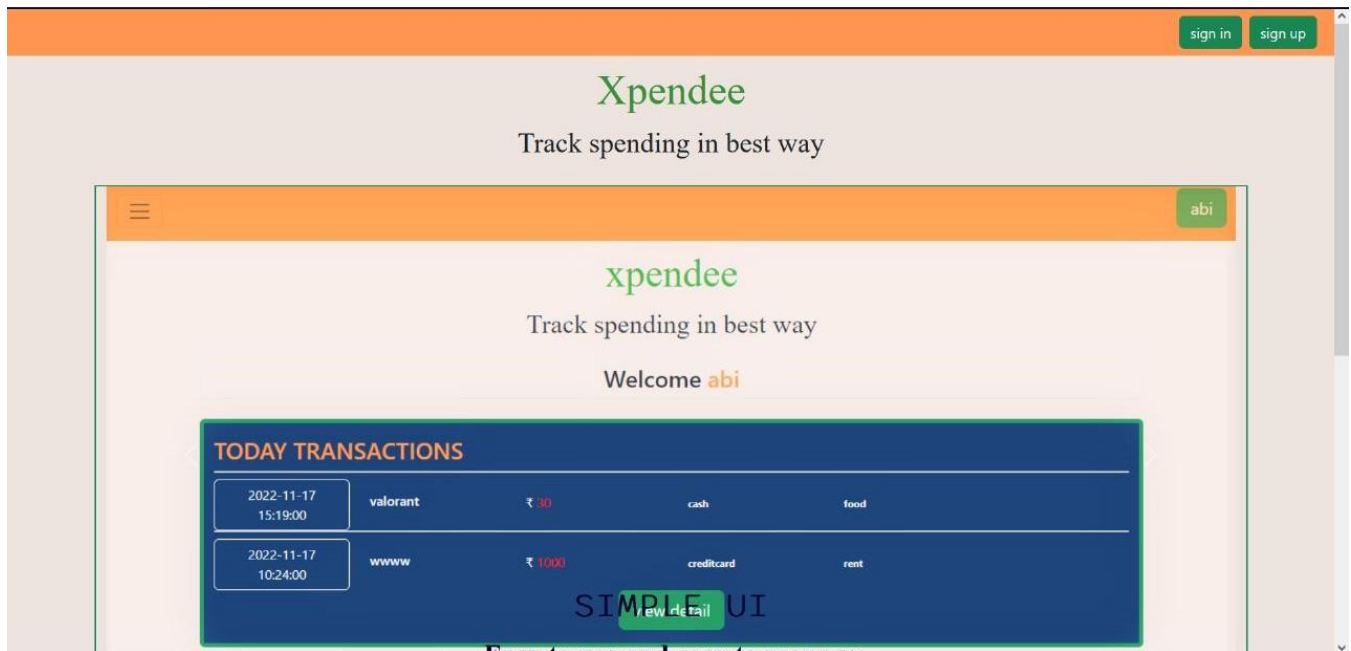 sign in sign up
Xpendee
Track spending in best way
abi
xpendee
Track spending in best way
Welcome abi
TODAY TRANSACTIONS
2022-11-17 15:19:00 valorant ₹ 30 cash food
2022-11-17 10:24:00 wwww ₹ 1000 creditcard rent
SIMPLE UI
view detail